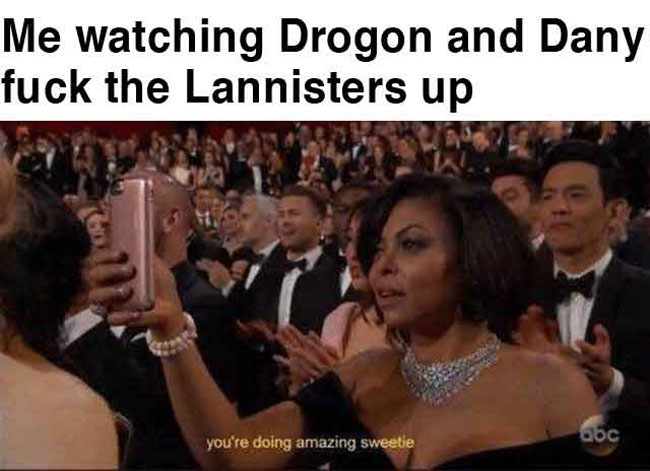 Me watching Drogon and Dany
fuck the Lannisters up
you're doing amazing sweetie
abc